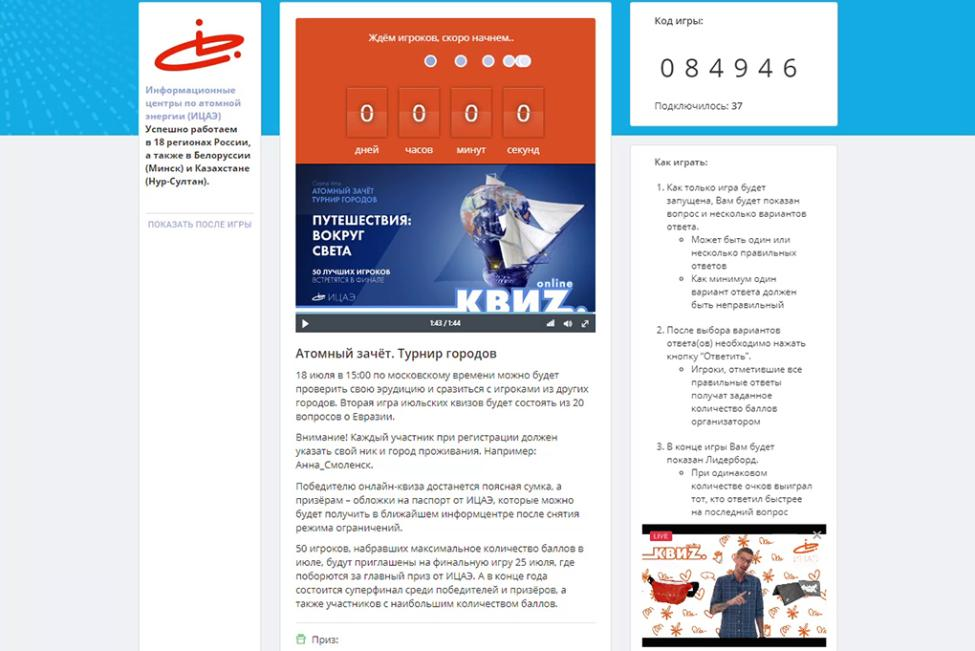 Информационные
центры по атомной
энергии (ИЦАЭ)
Успешно работаем
в 18 регионах России,
а также в Белоруссии
(Минск) и Казахстане
(Нур-Султан).
ПОКАЗАТЬ ПОСЛЕ ИГРЫ
Ждём игроков, скоро начнем..
0 0 0 0
дней часов минут секунд
АТОМНЫЙ ЗАЧЁТ
ТУРНИР ГОРОДОВ
ПУТЕШЕСТВИЯ:
ВОКРУГ
СВЕТА
50 ЛУЧШИХ ИГРОКОВ
ВСТРЕТЯТСЯ В ФИНАЛЕ
ИЦАЭ
online
КВИZ.
1:43 / 1:44
Атомный зачёт. Турнир городов
18 июля в 15:00 по московскому времени можно будет
проверить свою эрудицию и сразиться с игроками из других
городов. Вторая игра июльских квизов будет состоять из 20
вопросов о Евразии.
Внимание! Каждый участник при регистрации должен
указать свой ник и город проживания. Например:
Анна_Смоленск.
Победителю онлайн-квиза достанется поясная сумка, а
призёрам – обложки на паспорт от ИЦАЭ, которые можно
будет получить в ближайшем информцентре после снятия
режима ограничений.
50 игроков, набравших максимальное количество баллов в
июле, будут приглашены на финальную игру 25 июля, где
поборются за главный приз от ИЦАЭ. А в конце года
состоится суперфинал среди победителей и призёров, а
также участников с наибольшим количеством баллов.
Приз:
Код игры:
084946
Подключилось: 37
Как играть:
1. Как только игра будет
запущена, Вам будет показан
вопрос и несколько вариантов
ответа.
Может быть один или
несколько правильных
ответов
Как минимум один
вариант ответа должен
быть неправильный
2. После выбора вариантов
ответа(ов) необходимо нажать
кнопку "Ответить".
Игроки, отметившие все
правильные ответы
получат заданное
количество баллов
организатором
3. В конце игры Вам будет
показан Лидерборд.
При одинаковом
количестве очков выиграл
тот, кто ответил быстрее
на последний вопрос
LIVE
КВИZ.